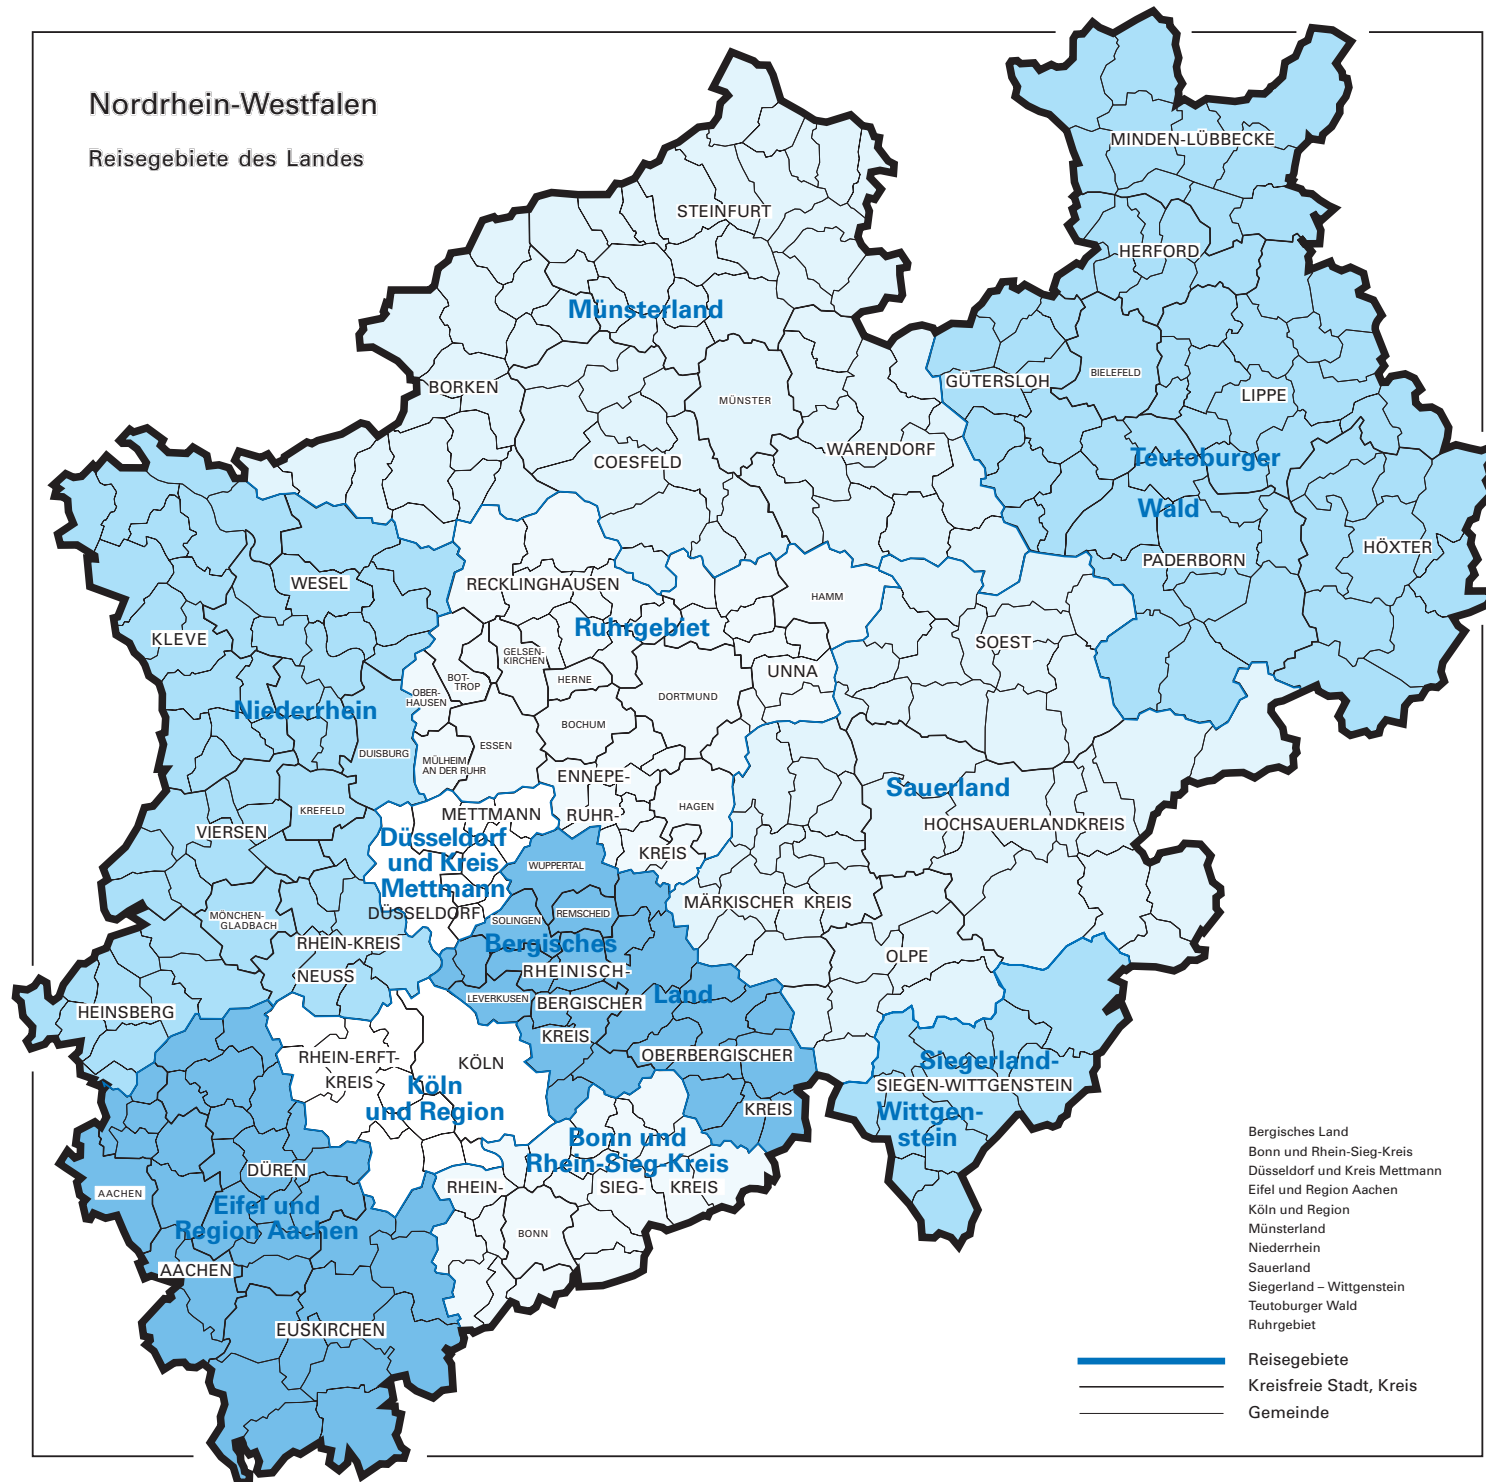 Nordrhein-Westfalen
Reisegebiete des Landes
MINDEN-LÜBBECKE
STEINFURT
HERFORD
Münsterland
BIELEFELD
GÜTERSLOH
BORKEN
LIPPE
MÜNSTER
WARENDORF
COESFELD
Teutoburger
Wald
HÖXTER
PADERBORN
WESEL
RECKLINGHAUSEN
HAMM
Ruhrgebiet
KLEVE
SOEST
GELSEN-
KIRCHEN
UNNA
BOT-
TROP
HERNE
OBER-
HAUSEN
DORTMUND
Niederrhein
BOCHUM
ESSEN
DUISBURG
MÜLHEIM
AN DER RUHR
ENNEPE-
RUHR-
KREIS
Sauerland
HAGEN
KREFELD
METTMANN
HOCHSAUERLANDKREIS
VIERSEN
Düsseldorf
und Kreis
Mettmann
WUPPERTAL
MÄRKISCHER KREIS
DÜSSELDORF
SOLINGEN
REMSCHEID
MÖNCHEN-
GLADBACH
RHEIN-KREIS
NEUSS
Bergisches
Land
OLPE
RHEINISCH-
BERGISCHER
KREIS
LEVERKUSEN
HEINSBERG
RHEIN-ERFT-
KREIS
KÖLN
OBERBERGISCHER
KREIS
Siegerland-
SIEGEN-WITTGENSTEIN
Wittgen-
stein
Köln
und Region
Bonn und
Rhein-Sieg-Kreis
DÜREN
RHEIN-
SIEG-
KREIS
AACHEN
Eifel und
Region Aachen
BONN
AACHEN
EUSKIRCHEN
Bergisches Land
Bonn und Rhein-Sieg-Kreis
Düsseldorf und Kreis Mettmann
Eifel und Region Aachen
Köln und Region
Münsterland
Niederrhein
Sauerland
Siegerland – Wittgenstein
Teutoburger Wald
Ruhrgebiet
Reisegebiete
Kreisfreie Stadt, Kreis
Gemeinde